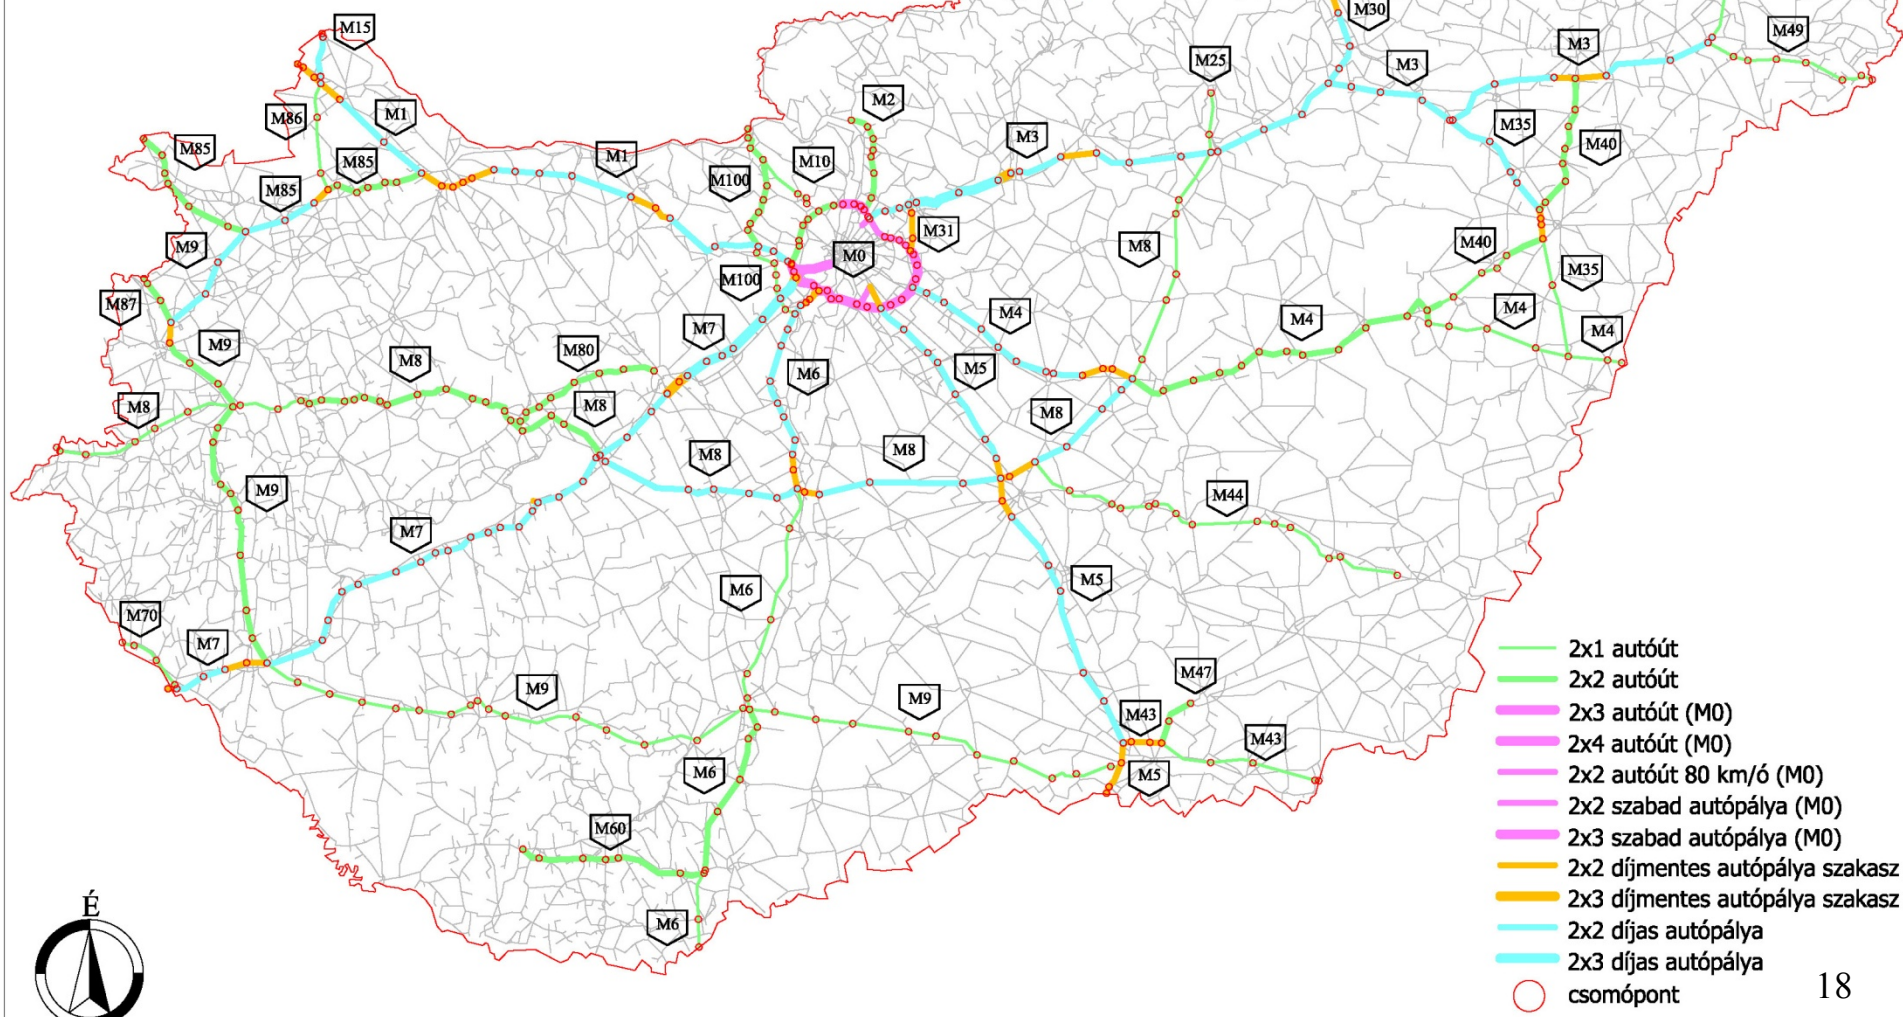 M15
M30
M49
M3
M3
M25
M2
M86
M1
M3
M35
M85
M10
M40
M85
M1
M100
M85
M31
M9
M0
M8
M40
M35
M100
M87
M4
M4
M4
M4
M7
M9
M80
M8
M6
M5
M8
M8
M8
M8
M8
M9
M44
M7
M5
M6
M70
M7
M47
M9
M9
M43
M43
M6
M5
M60
M6
É
2x1 autóút
2x2 autóút
2x3 autóút (M0)
2x4 autóút (M0)
2x2 autóút 80 km/ó (M0)
2x2 szabad autópálya (M0)
2x3 szabad autópálya (M0)
2x2 díjmentes autópálya szakasz
2x3 díjmentes autópálya szakasz
2x2 díjas autópálya
2x3 díjas autópálya
csomópont
18